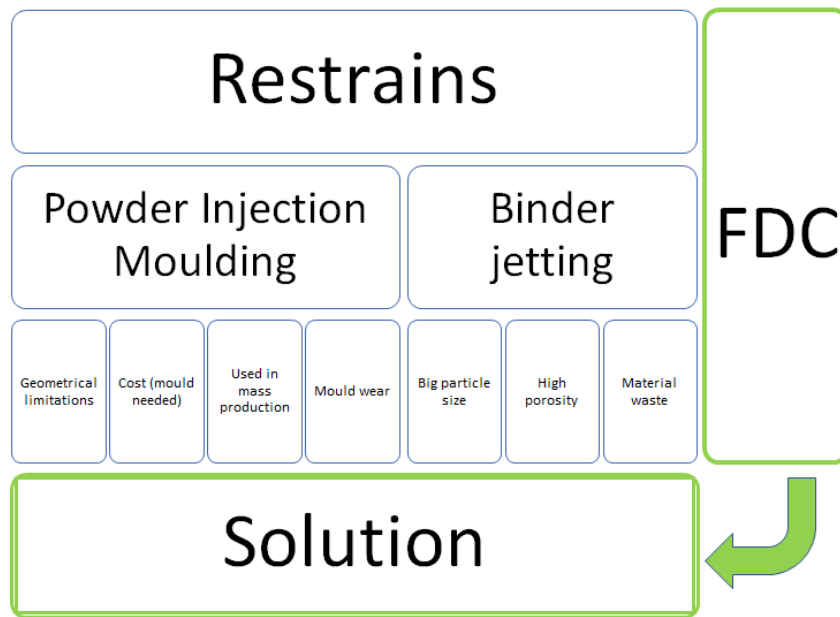 Restrains
FDC
Powder Injection
Moulding
Binder
jetting
Geometrical
limitations
Cost (mould
needed)
Used in
mass
production
Mould wear
Big particle
size
High
porosity
Material
waste
Solution